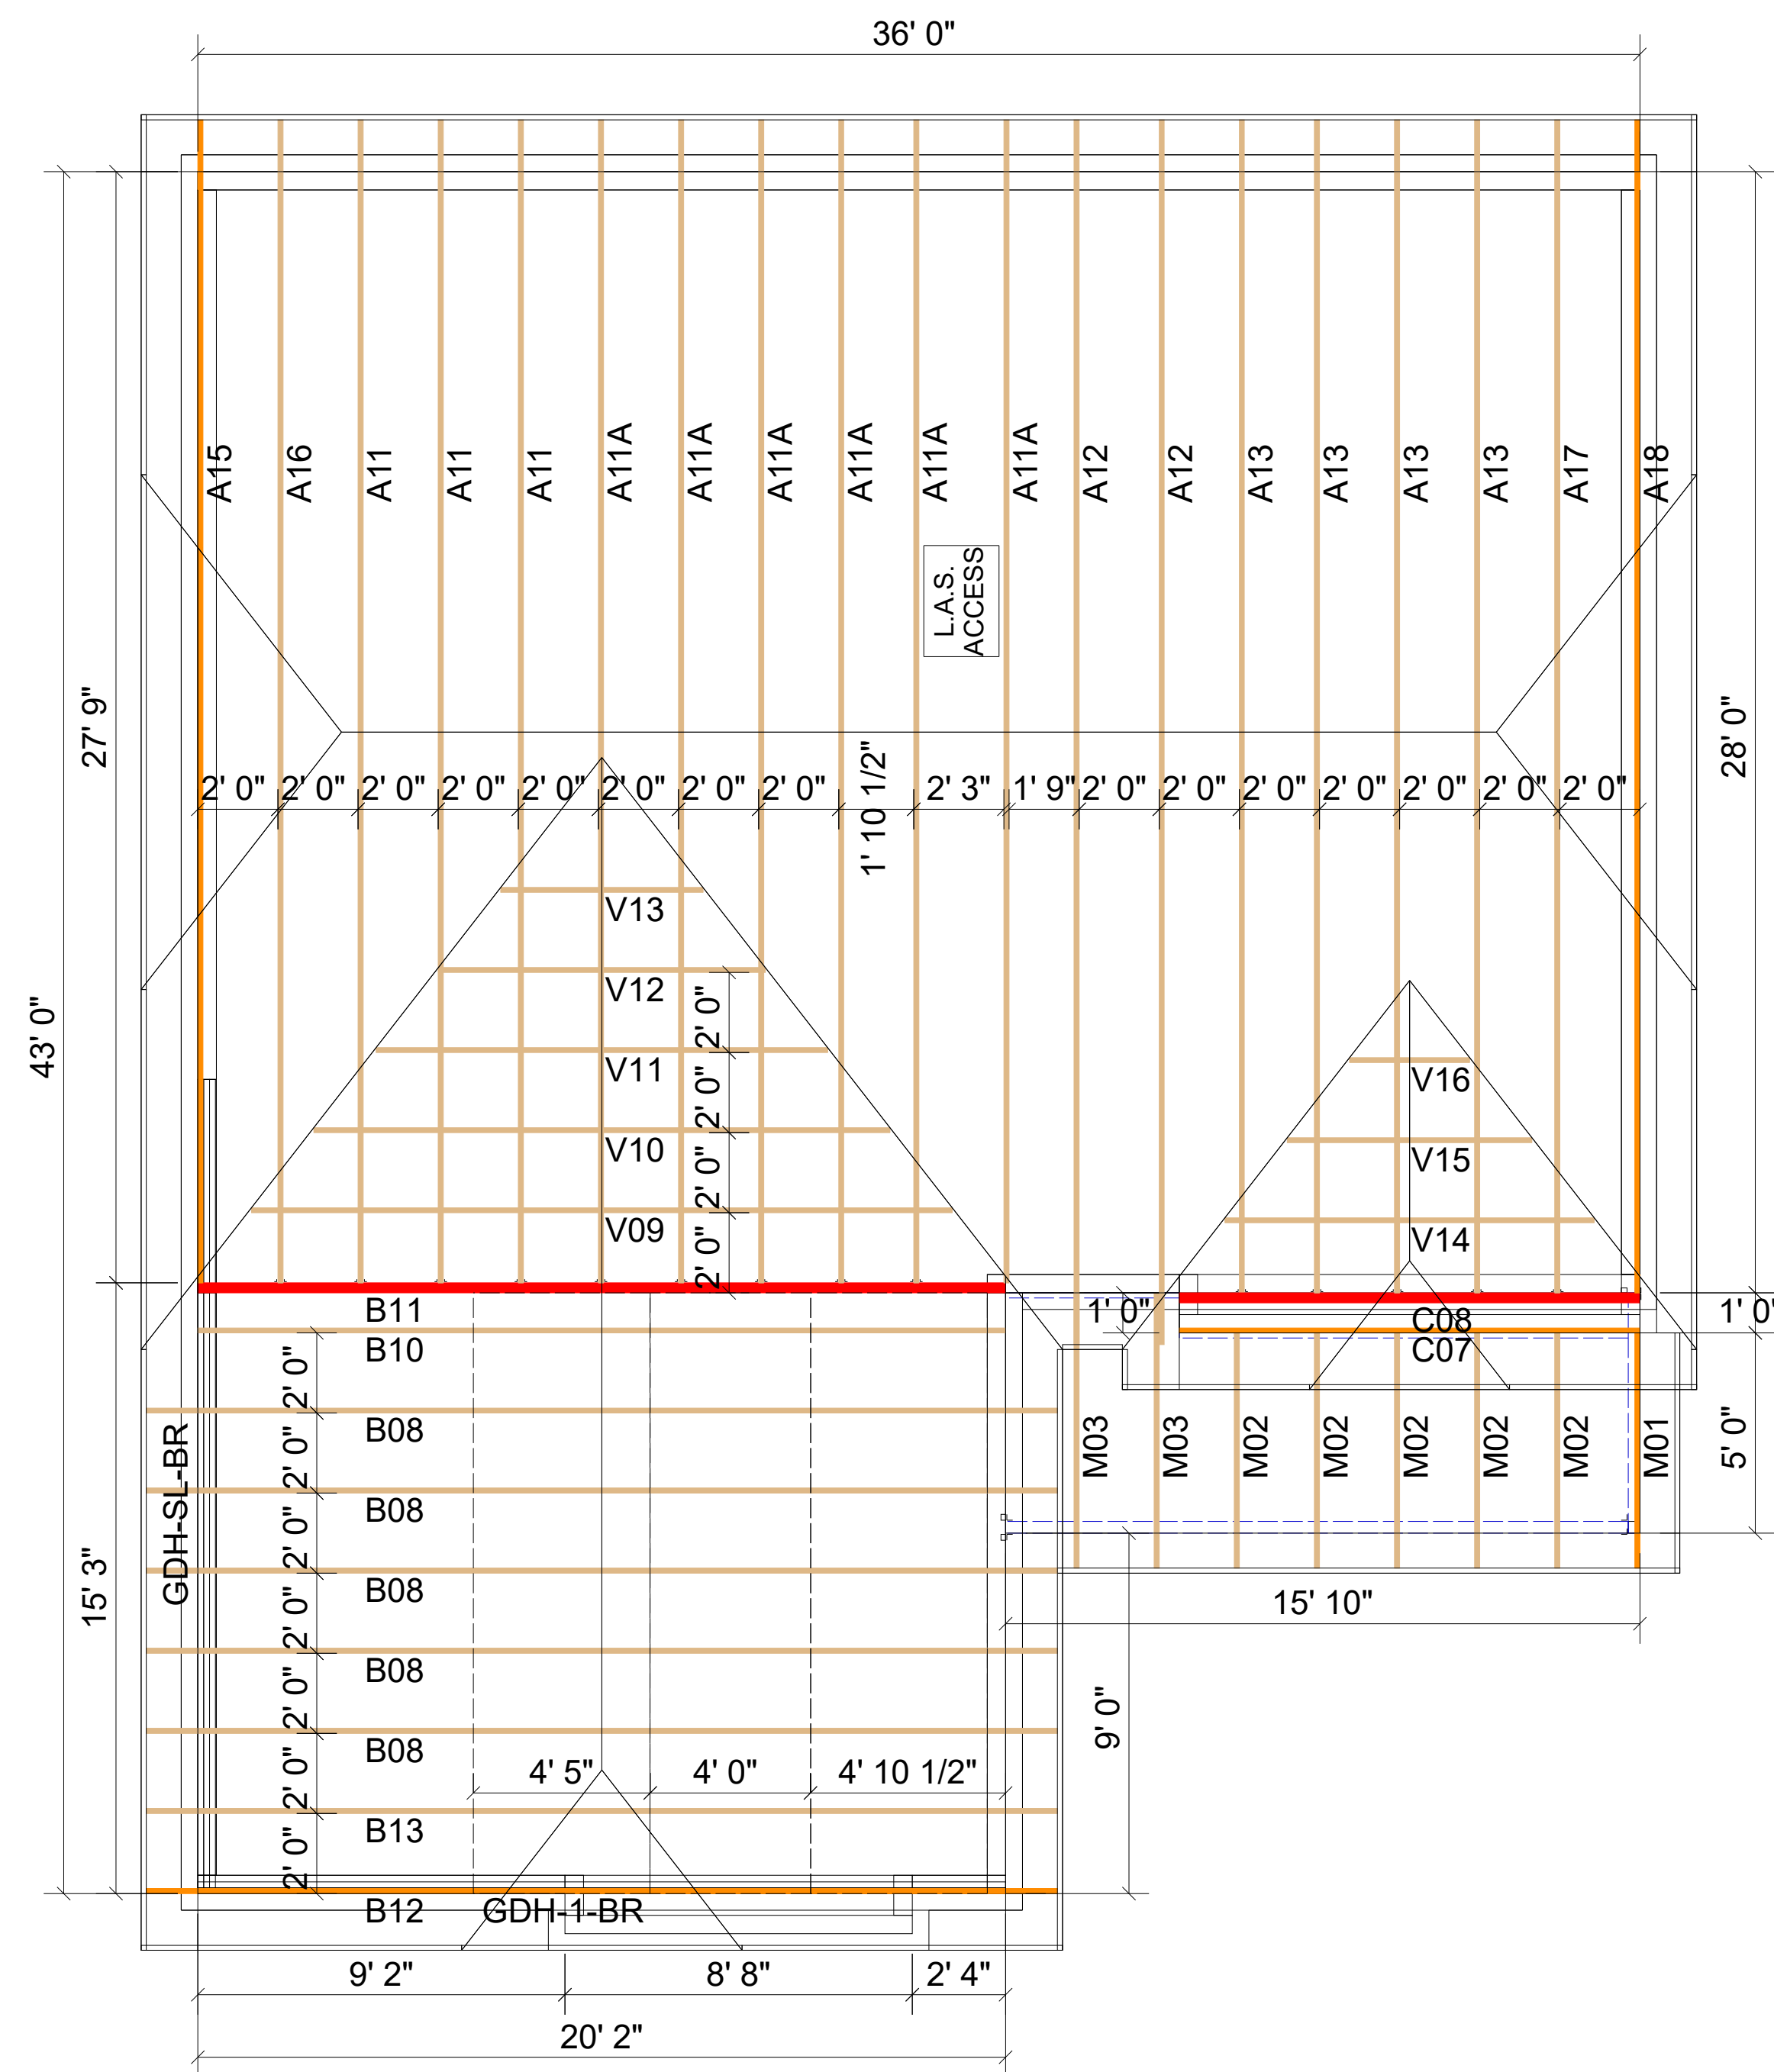 36' 0"
A15
A16
A11
A11
A11
A11A
A11A
A11A
A11A
A11A
A11A
A12
A12
A13
A13
A13
A13
A17
A18
L.A.S.
ACCESS
27' 9"
28' 0"
43' 0"
2' 0"
2' 0"
2' 0"
2' 0"
2' 0"
2' 0"
2' 0"
2' 0"
1' 10 1/2"
2' 3"
1' 9"
2' 0"
2' 0"
2' 0"
2' 0"
2' 0"
2' 0"
2' 0"
V13
V12
V11
V10
V09
2' 0"
2' 0"
2' 0"
2' 0"
V16
V15
V14
B11
B10
B08
B08
B08
B08
B08
B13
B12
1' 0"
C08
C07
1' 0"
2' 0"
2' 0"
2' 0"
2' 0"
2' 0"
2' 0"
2' 0"
GDH-SL-BR
M03
M03
M02
M02
M02
M02
M02
M01
5' 0"
15' 3"
15' 10"
9' 0"
4' 5"
4' 0"
4' 10 1/2"
GDH-1-BR
9' 2"
8' 8"
2' 4"
20' 2"